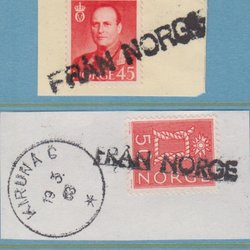 FRÅN NORGE
NORGE 45
KIRUNA C
19 5. 63
FRÅN NORGE
50
NORGE